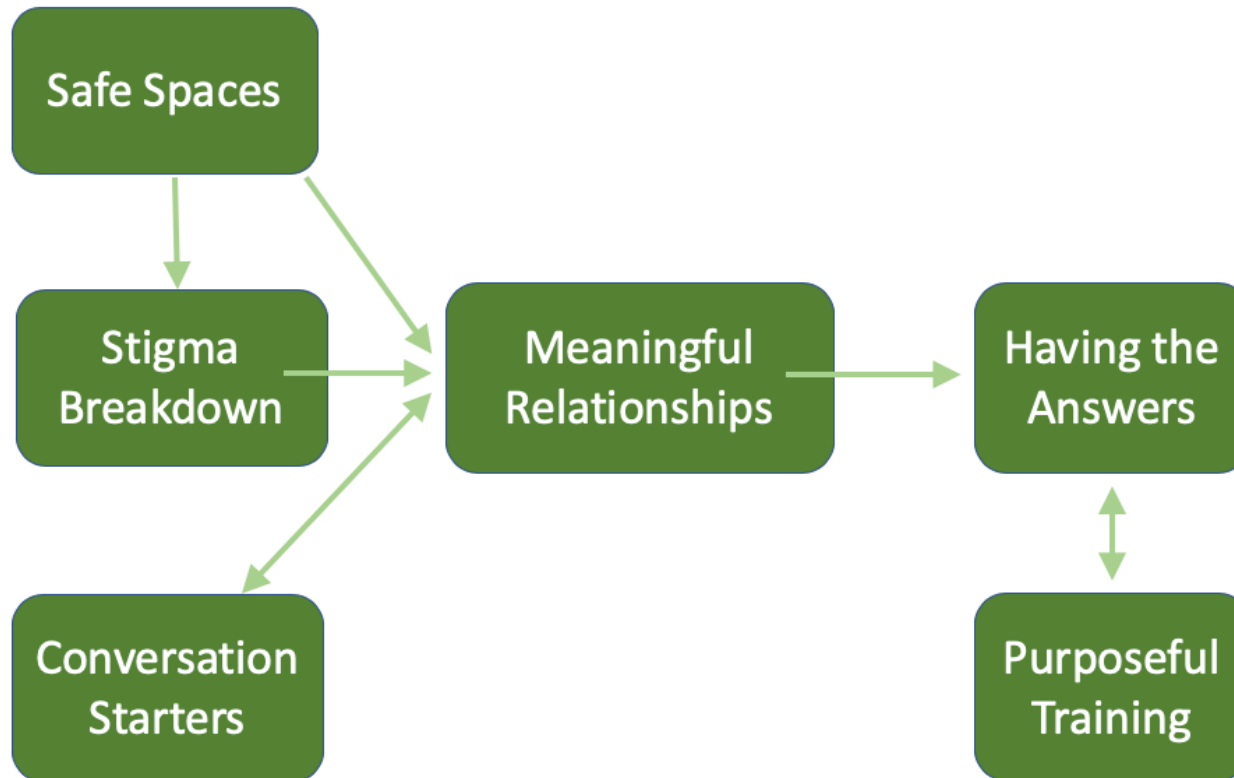 Safe Spaces
Stigma
Breakdown
Meaningful
Relationships
Having the
Answers
Conversation
Starters
Purposeful
Training